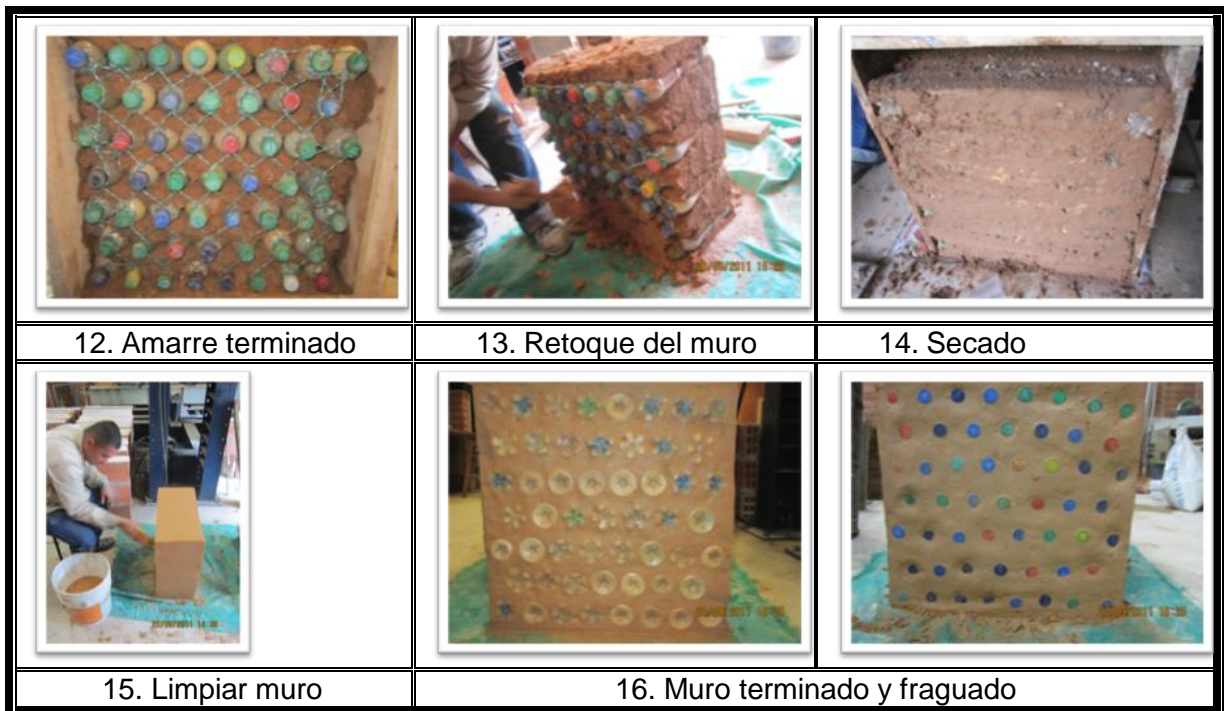 12. Amarre terminado
13. Retoque del muro
14. Secado
15. Limpiar muro
16. Muro terminado y fraguado